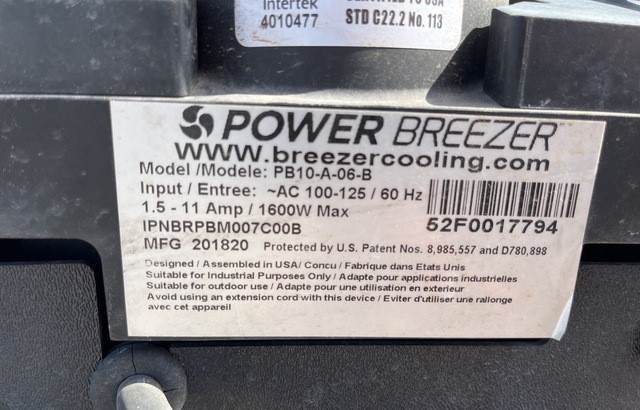 Intertek
4010477
STD C22.2 No. 113
POWER BREEZER™
www.breezercooling.com
Model /Modele: PB10-A-06-B
Input / Entree: ~AC 100-125 / 60 Hz
1.5 - 11 Amp / 1600W Max
52F0017794
IPNBRPBM007C00B
MFG 201820 Protected by U.S. Patent Nos. 8,985,557 and D780,898
Designed / Assembled in USA/ Concu / Fabrique dans Etats Unis
Suitable for Industrial Purposes Only / Adapte pour applications industrielles
Suitable for outdoor use / Adapte pour une utilisation en exterieur
Avoid using an extension cord with this device / Eviter d'utiliser une rallonge
avec cet appareil